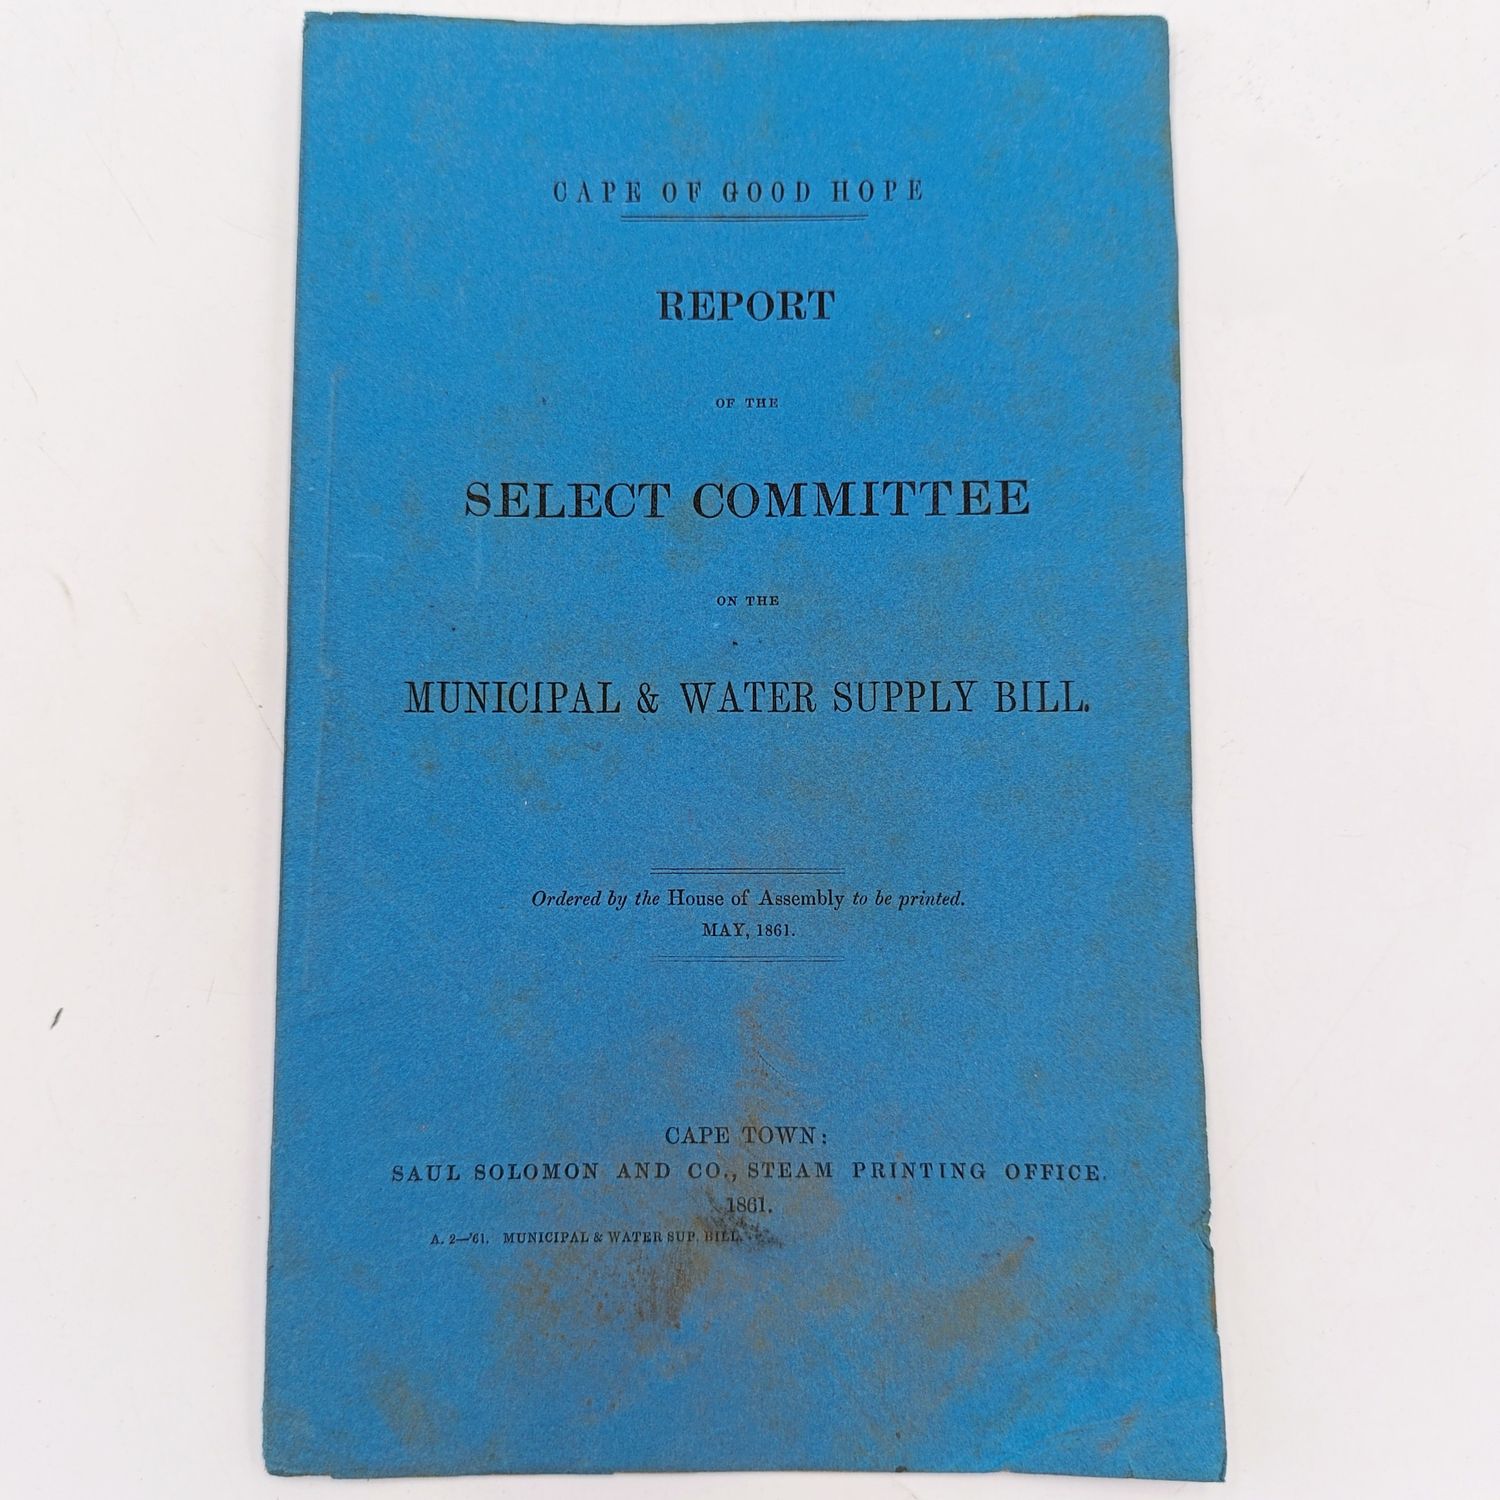 CAPE OF GOOD HOPE
REPORT
OF THE
SELECT COMMITTEE
ON THE
MUNICIPAL & WATER SUPPLY BILL.
Ordered by the House of Assembly to be printed.
MAY, 1861.
CAPE TOWN:
SAUL SOLOMON AND CO., STEAM PRINTING OFFICE.
1861.
A. 2—'61. MUNICIPAL & WATER SUP. BILL.